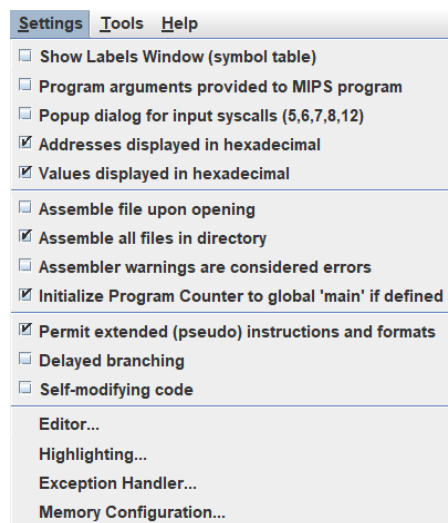 Settings Tools Help
Show Labels Window (symbol table)
Program arguments provided to MIPS program
Popup dialog for input syscalls (5,6,7,8,12)
Addresses displayed in hexadecimal
Values displayed in hexadecimal
Assemble file upon opening
Assemble all files in directory
Assembler warnings are considered errors
Initialize Program Counter to global 'main' if defined
Permit extended (pseudo) instructions and formats
Delayed branching
Self-modifying code
Editor...
Highlighting...
Exception Handler...
Memory Configuration...